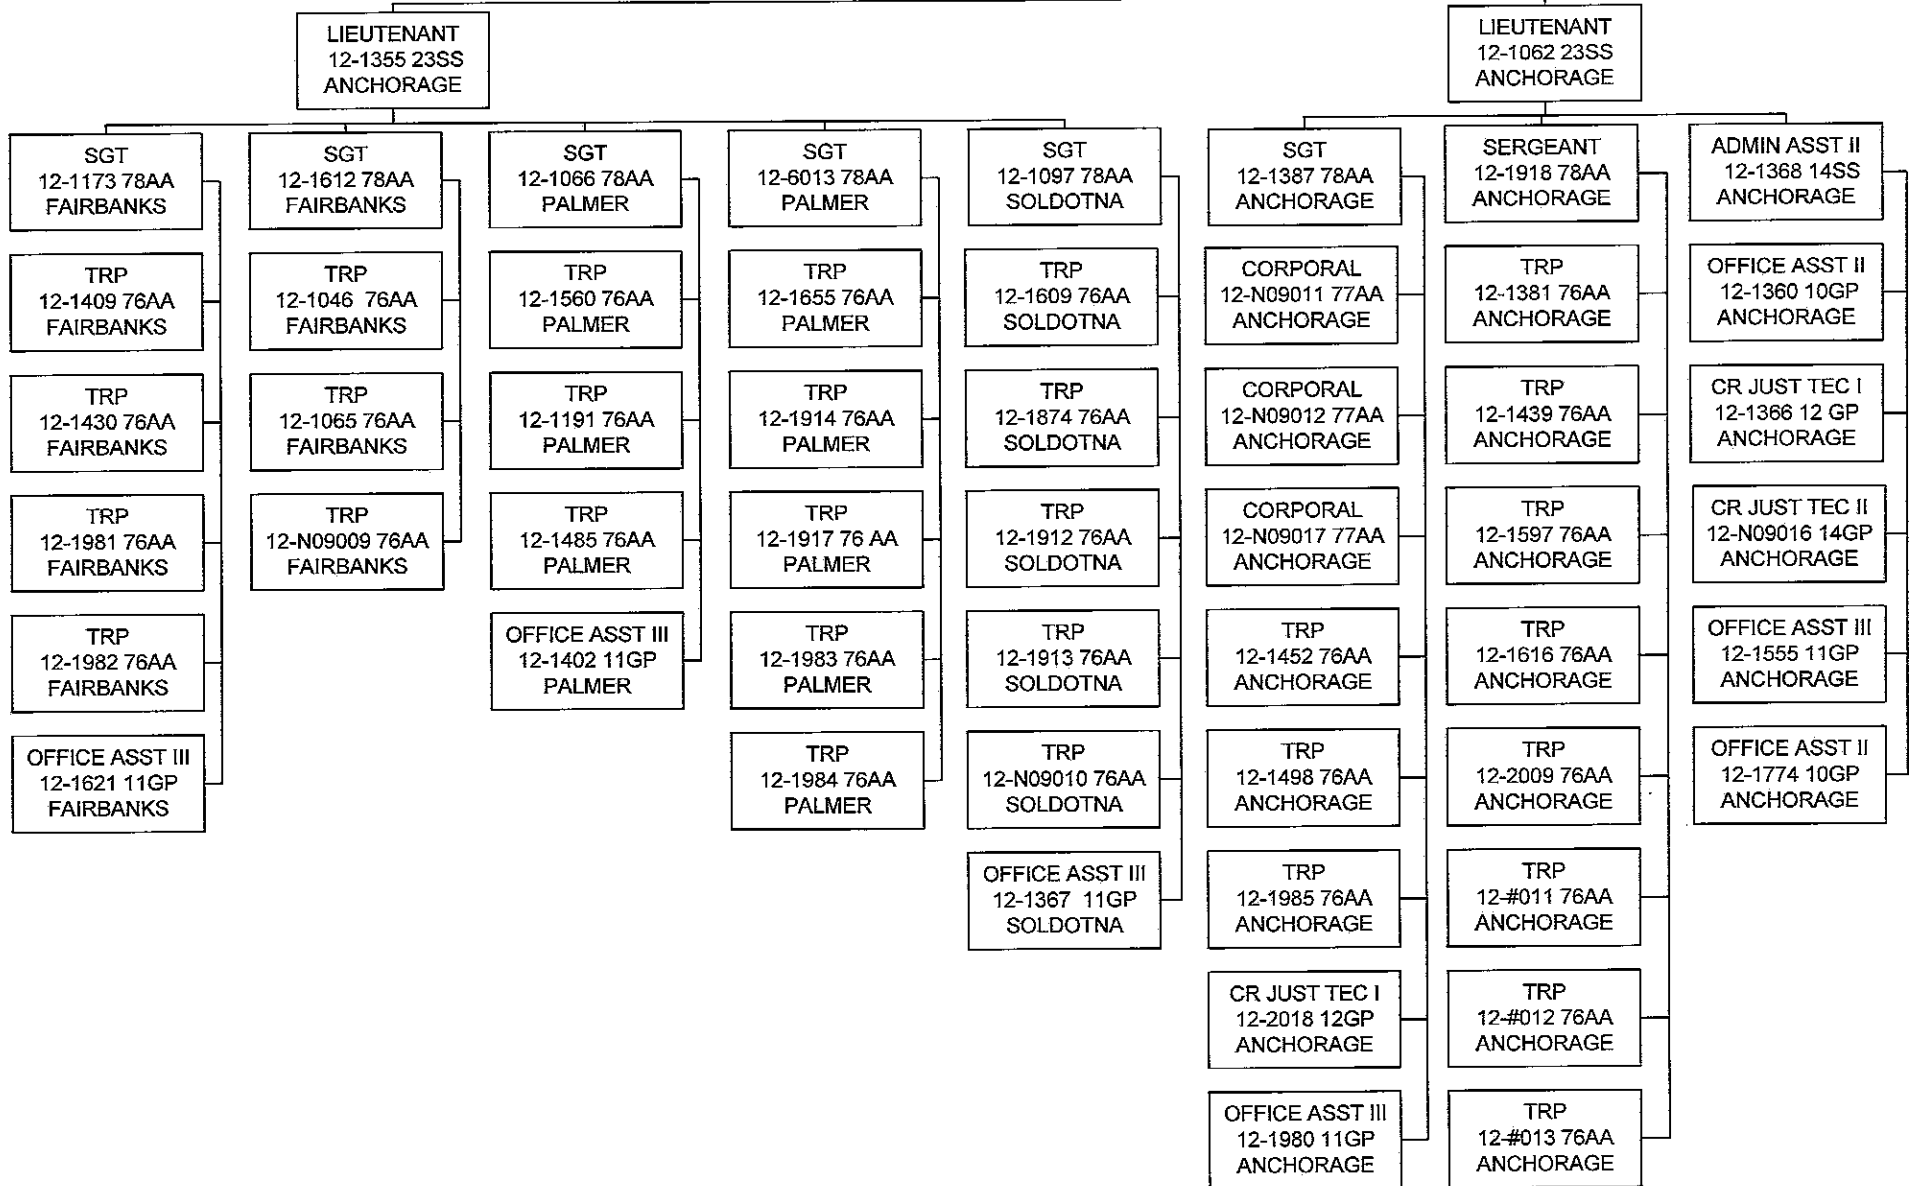 LIEUTENANT
12-1355 23SS
ANCHORAGE
LIEUTENANT
12-1062 23SS
ANCHORAGE
SGT
12-1173 78AA
FAIRBANKS
TRP
12-1409 76AA
FAIRBANKS
TRP
12-1430 76AA
FAIRBANKS
TRP
12-1981 76AA
FAIRBANKS
TRP
12-1982 76AA
FAIRBANKS
OFFICE ASST III
12-1621 11GP
FAIRBANKS
SGT
12-1612 78AA
FAIRBANKS
TRP
12-1046 76AA
FAIRBANKS
TRP
12-1065 76AA
FAIRBANKS
TRP
12-N09009 76AA
FAIRBANKS
SGT
12-1066 78AA
PALMER
TRP
12-1560 76AA
PALMER
TRP
12-1191 76AA
PALMER
TRP
12-1485 76AA
PALMER
OFFICE ASST III
12-1402 11GP
PALMER
SGT
12-6013 78AA
PALMER
TRP
12-1655 76AA
PALMER
TRP
12-1914 76AA
PALMER
TRP
12-1917 76 AA
PALMER
TRP
12-1983 76AA
PALMER
TRP
12-1984 76AA
PALMER
SGT
12-1097 78AA
SOLDOTNA
TRP
12-1609 76AA
SOLDOTNA
TRP
12-1874 76AA
SOLDOTNA
TRP
12-1912 76AA
SOLDOTNA
TRP
12-1913 76AA
SOLDOTNA
TRP
12-N09010 76AA
SOLDOTNA
OFFICE ASST III
12-1367 11GP
SOLDOTNA
SGT
12-1387 78AA
ANCHORAGE
CORPORAL
12-N09011 77AA
ANCHORAGE
CORPORAL
12-N09012 77AA
ANCHORAGE
CORPORAL
12-N09017 77AA
ANCHORAGE
TRP
12-1452 76AA
ANCHORAGE
TRP
12-1498 76AA
ANCHORAGE
TRP
12-1985 76AA
ANCHORAGE
CR JUST TEC I
12-2018 12GP
ANCHORAGE
OFFICE ASST III
12-1980 11GP
ANCHORAGE
SERGEANT
12-1918 78AA
ANCHORAGE
TRP
12-1381 76AA
ANCHORAGE
TRP
12-1439 76AA
ANCHORAGE
TRP
12-1597 76AA
ANCHORAGE
TRP
12-1616 76AA
ANCHORAGE
TRP
12-2009 76AA
ANCHORAGE
TRP
12-#011 76AA
ANCHORAGE
TRP
12-#012 76AA
ANCHORAGE
TRP
12-#013 76AA
ANCHORAGE
ADMIN ASST II
12-1368 14SS
ANCHORAGE
OFFICE ASST II
12-1360 10GP
ANCHORAGE
CR JUST TEC I
12-1366 12 GP
ANCHORAGE
CR JUST TEC II
12-N09016 14GP
ANCHORAGE
OFFICE ASST III
12-1555 11GP
ANCHORAGE
OFFICE ASST II
12-1774 10GP
ANCHORAGE